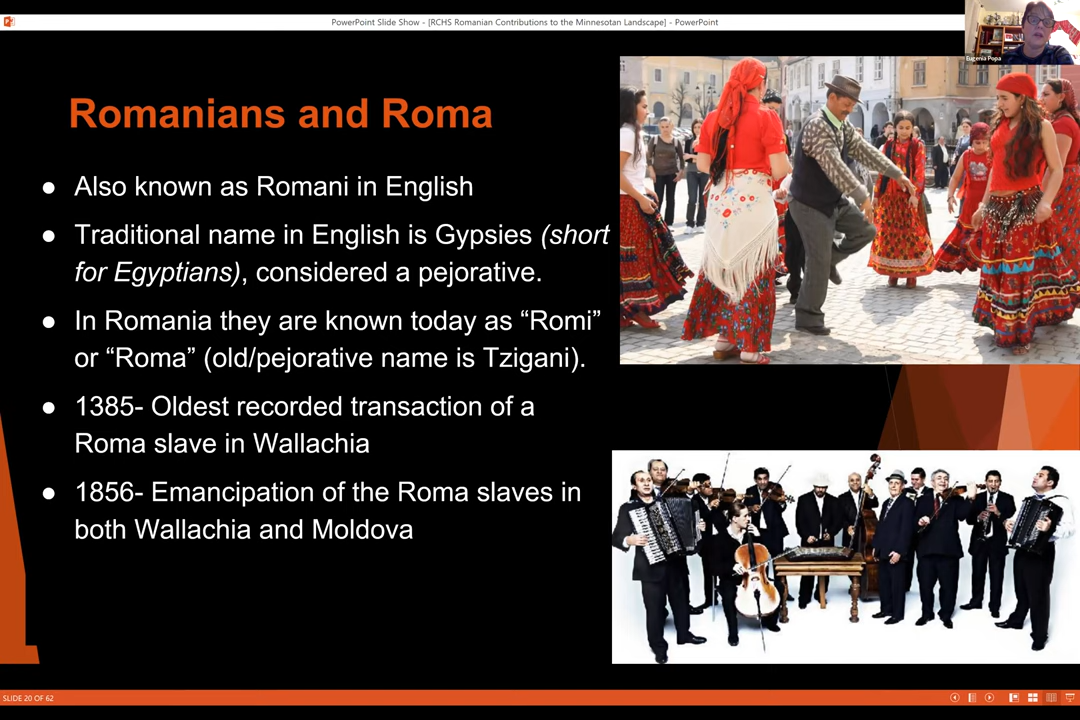 PowerPoint Slide Show - [RCHS Romanian Contributions to the Minnesotan Landscape] - PowerPoint
Eugenia Popa
Romanians and Roma
● Also known as Romani in English
● Traditional name in English is Gypsies (short
for Egyptians), considered a pejorative.
● In Romania they are known today as “Romi”
or “Roma” (old/pejorative name is Tzigani).
● 1385- Oldest recorded transaction of a
Roma slave in Wallachia
● 1856- Emancipation of the Roma slaves in
both Wallachia and Moldova
SLIDE 20 OF 62